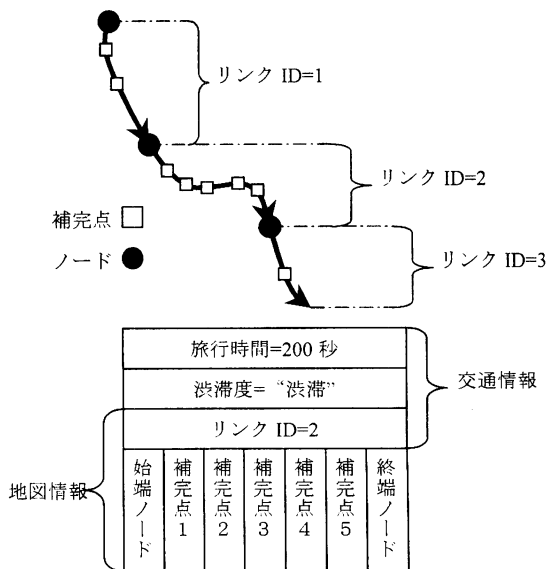 リンク ID=1
リンク ID=2
補完点
ノード
リンク ID=3
旅行時間=200 秒
渋滞度= “渋滞”
リンク ID=2
交通情報
地図情報
始端ノード
補完点1
補完点2
補完点3
補完点4
補完点5
終端ノード